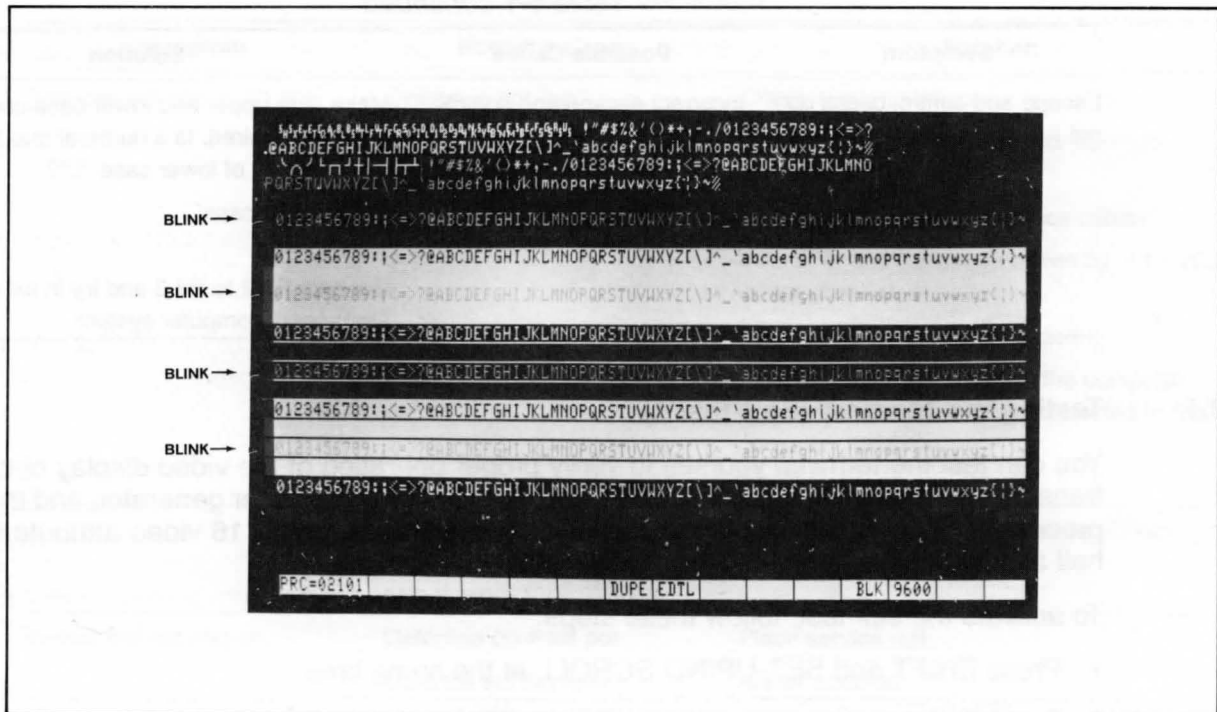 !"#$%&'()*+,-./0123456789:;<=>?
@ABCDEFGHIJKLMNOPQRSTUVWXYZ[\]^_`abcdefghijklmnopqrstuvwxyz{¦}~
!"#$%&'()*+,-./0123456789:;<=>?@ABCDEFGHIJKLMNO
PQRSTUVWXYZ[\]^_`abcdefghijklmnopqrstuvwxyz{¦}~
BLINK→ 0123456789:;<=>?@ABCDEFGHIJKLMNOPQRSTUVWXYZ[\]^_`abcdefghijklmnopqrstuvwxyz{¦}~
0123456789:;<=>?@ABCDEFGHIJKLMNOPQRSTUVWXYZ[\]^_`abcdefghijklmnopqrstuvwxyz{¦}~
BLINK→ 0123456789:;<=>?@ABCDEFGHIJKLMNOPQRSTUVWXYZ[\]^_`abcdefghijklmnopqrstuvwxyz{¦}~
0123456789:;<=>?@ABCDEFGHIJKLMNOPQRSTUVWXYZ[\]^_`abcdefghijklmnopqrstuvwxyz{¦}~
BLINK→ 0123456789:;<=>?@ABCDEFGHIJKLMNOPQRSTUVWXYZ[\]^_`abcdefghijklmnopqrstuvwxyz{¦}~
0123456789:;<=>?@ABCDEFGHIJKLMNOPQRSTUVWXYZ[\]^_`abcdefghijklmnopqrstuvwxyz{¦}~
BLINK→ 0123456789:;<=>?@ABCDEFGHIJKLMNOPQRSTUVWXYZ[\]^_`abcdefghijklmnopqrstuvwxyz{¦}~
0123456789:;<=>?@ABCDEFGHIJKLMNOPQRSTUVWXYZ[\]^_`abcdefghijklmnopqrstuvwxyz{¦}~
PRC=02101 DUPE EDTL BLK 9600